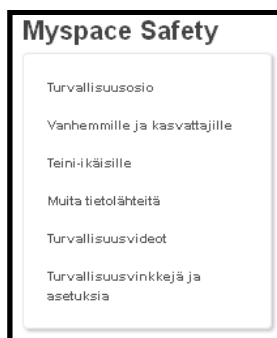 Myspace Safety
Turvallisuusosio
Vanhemmille ja kasvattajille
Teini-ikäisille
Muita tietolähteitä
Turvallisuusvideot
Turvallisuusvinkkejä ja
asetuksia